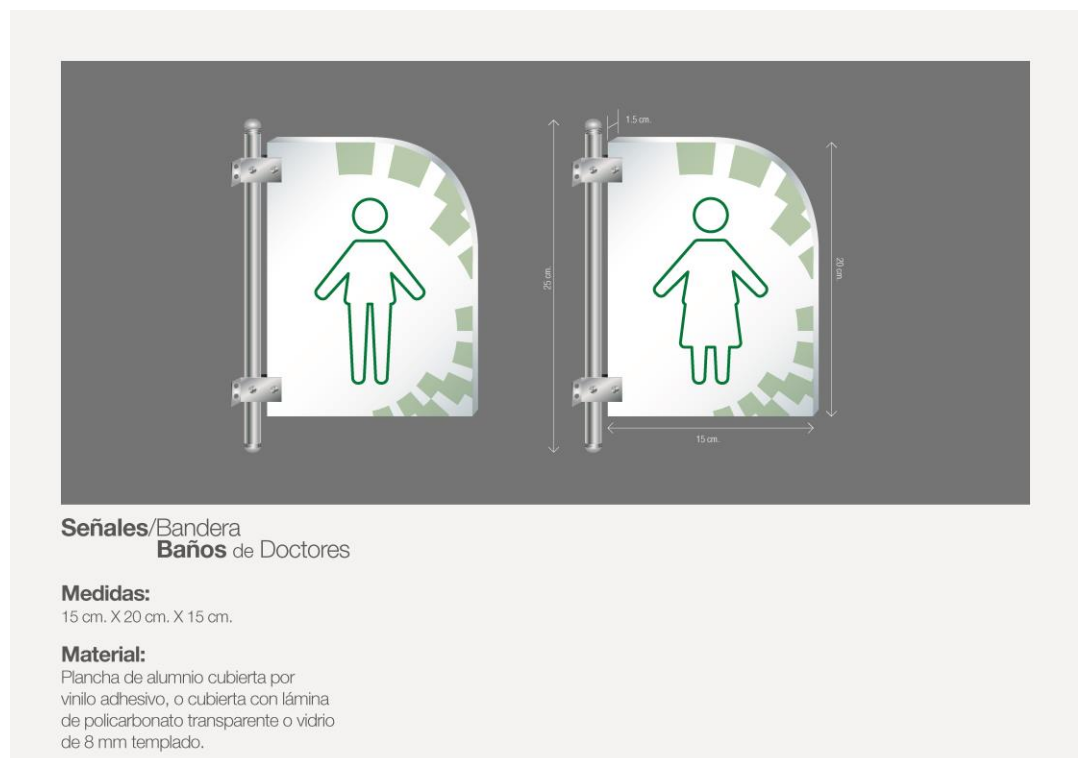 1.5 cm.
25 cm.
20 cm.
15 cm.
Señales/Bandera
Baños de Doctores
Medidas:
15 cm. X 20 cm. X 15 cm.
Material:
Plancha de alumnio cubierta por
vinilo adhesivo, o cubierta con lámina
de policarbonato transparente o vidrio
de 8 mm templado.